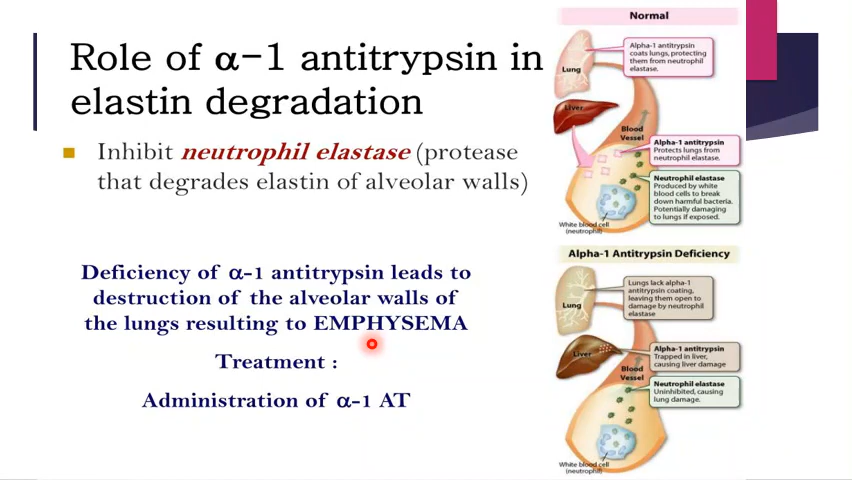 Role of α-1 antitrypsin in
elastin degradation
Inhibit neutrophil elastase (protease
that degrades elastin of alveolar walls)
Deficiency of α-1 antitrypsin leads to
destruction of the alveolar walls of
the lungs resulting to EMPHYSEMA
Treatment :
Administration of α-1 AT
Normal
Alpha-1 antitrypsin
coats lungs, protecting
them from neutrophil
elastase.
Lung
Liver
Blood
Vessel
Alpha-1 antitrypsin
Protects lungs from
neutrophil elastase.
Neutrophil elastase
Produced by white
blood cells to break
down harmful bacteria.
Potentially damaging
to lungs if exposed.
White blood cell
(neutrophil)
Alpha-1 Antitrypsin Deficiency
Lungs lack alpha-1
antitrypsin coating,
leaving them open to
damage by neutrophil
elastase
Lung
Liver
Alpha-1 antitrypsin
Trapped in liver,
causing liver damage
Blood
Vessel
Neutrophil elastase
Uninhibited, causing
lung damage.
White blood cell
(neutrophil)